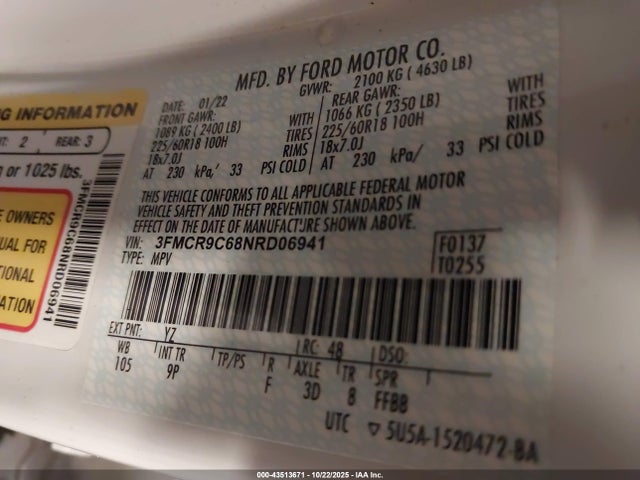 MFD. BY FORD MOTOR CO.
DATE: 01/22
GVWR: 2100 KG ( 4630 LB)
FRONT GAWR:
1089 KG ( 2400 LB)
WITH
225/60R18 100H
TIRES
18x7.0J
RIMS
AT 230 kPa/ 33 PSI COLD
REAR GAWR:
1066 KG ( 2350 LB)
WITH
225/60R18 100H
TIRES
18x7.0J
RIMS
AT 230 kPa/ 33 PSI COLD
THIS VEHICLE CONFORMS TO ALL APPLICABLE FEDERAL MOTOR
VEHICLE SAFETY AND THEFT PREVENTION STANDARDS IN
EFFECT ON THE DATE OF MANUFACTURE SHOWN ABOVE.
VIN: 3FMCR9C68NRD06941
TYPE: MPV
F0137
T0255
EXT PNT: YZ
RC: 48
DSO:
WB
INT TR
TP/PS
R
AXLE
TR
SPR
105
9P
F
3D
8
FFBB
UTC ▽ 5U5A-1520472-BA
NG INFORMATION
2
REAR: 3
or 1025 lbs.
3FMCR9C68NRD06941
OWNERS
UAL FOR
TIONAL
MATION
00-43513671 - 10/22/2025 - IAA Inc.